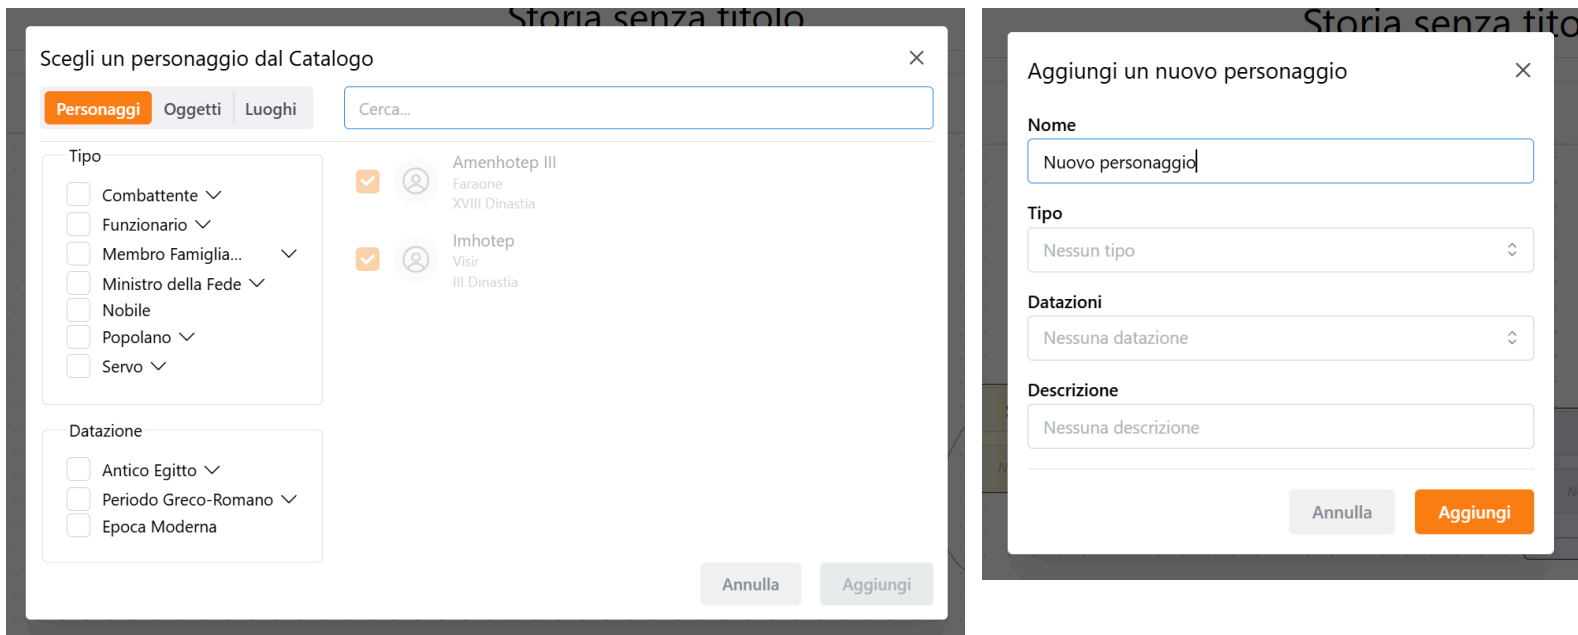 Storia senza titolo
Scegli un personaggio dal Catalogo
Personaggi
Oggetti
Luoghi
Cerca...
Tipo
Combattente
Funzionario
Membro Famiglia...
Ministro della Fede
Nobile
Popolano
Servo
Datazione
Antico Egitto
Periodo Greco-Romano
Epoca Moderna
Amenhotep III
Faraone
XVIII Dinastia
Imhotep
Visir
III Dinastia
Annulla
Aggiungi
Storia senza tito
Aggiungi un nuovo personaggio
Nome
Nuovo personaggio
Tipo
Nessun tipo
Datazioni
Nessuna datazione
Descrizione
Nessuna descrizione
Annulla
Aggiungi